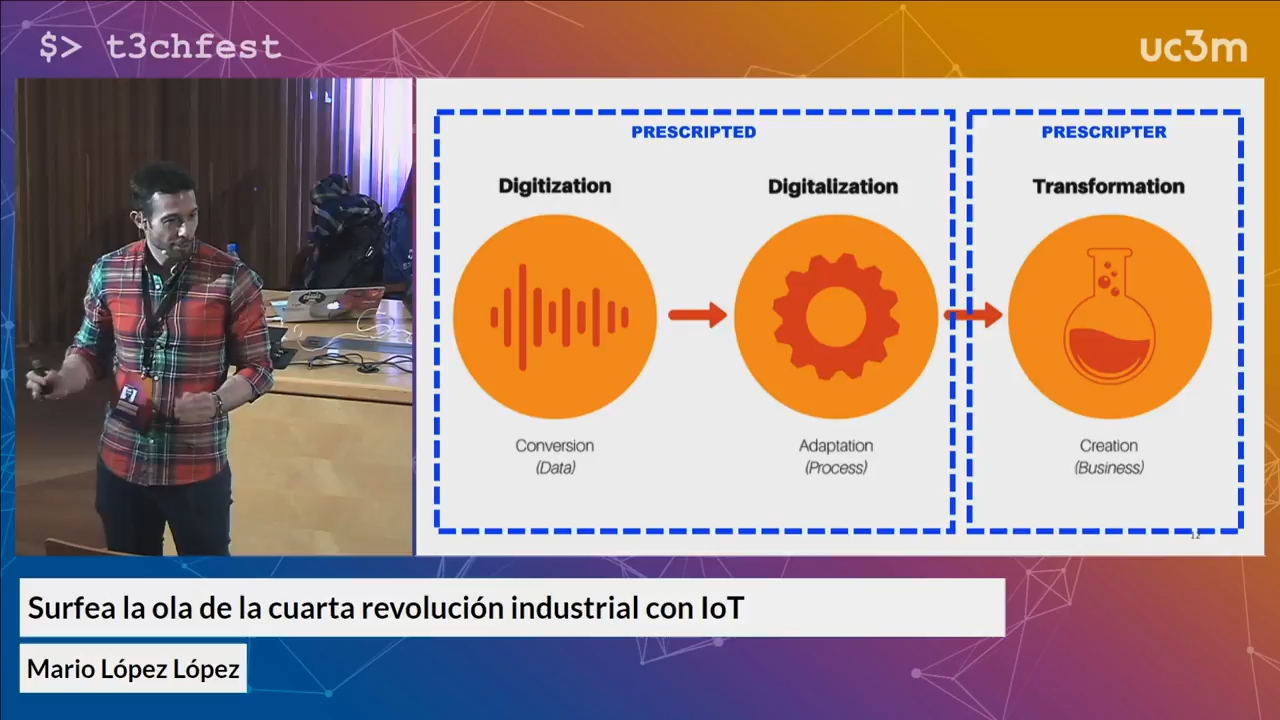 $> t3chfest
uc3m
PRESCRIPTED
PRESCRIPTER
Digitization
Digitalization
Transformation
Conversion
(Data)
Adaptation
(Process)
Creation
(Business)
12
Surfea la ola de la cuarta revolución industrial con IoT
Mario López López